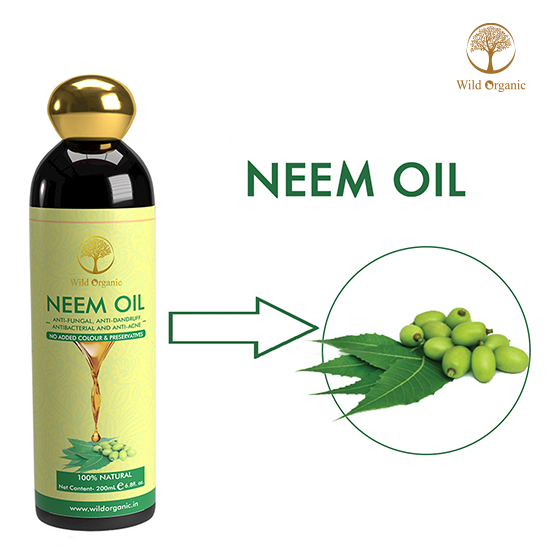 Wild Organic
NEEM OIL
Wild Organic
NEEM OIL
ANTI-FUNGAL, ANTI-DANDRUFF,
ANTIBACTERIAL AND ANTI-ACNE
NO ADDED COLOUR & PRESERVATIVES
100% NATURAL
Net Content- 200mL e 6.8fl. oz.
www.wildorganic.in